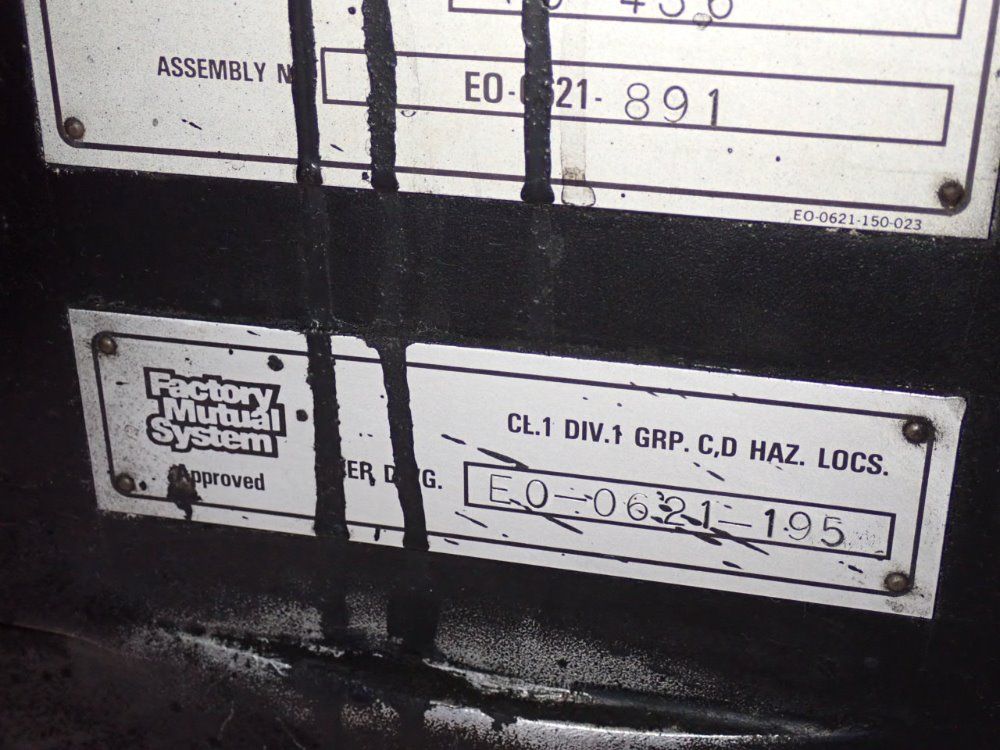 ASSEMBLY N
EO-0621- 891
EO-0621-150-023
Factory
Mutual
System
Approved
CL.1 DIV.1 GRP. C,D HAZ. LOCS.
PER DWG.
EO-0621-195